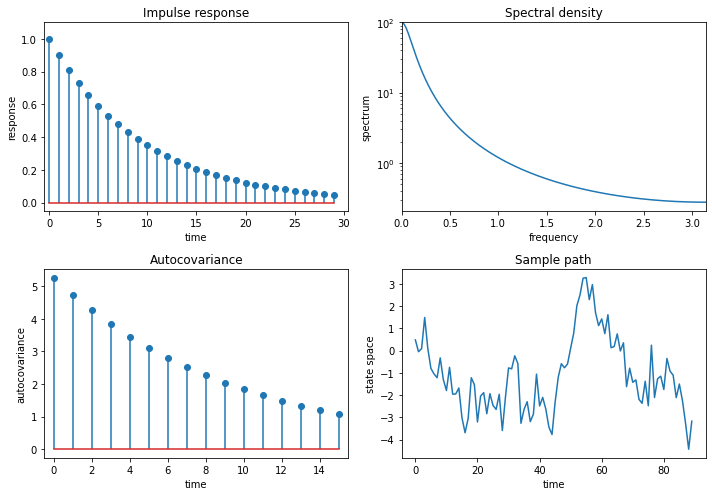 Impulse response
1.0
0.8
0.6
0.4
0.2
0.0
response
0 5 10 15 20 25 30
time
Spectral density
10²
10¹
10⁰
spectrum
0.0 0.5 1.0 1.5 2.0 2.5 3.0
frequency
Autocovariance
5
4
3
2
1
0
autocovariance
0 2 4 6 8 10 12 14
time
Sample path
3
2
1
0
−1
−2
−3
−4
state space
0 20 40 60 80
time